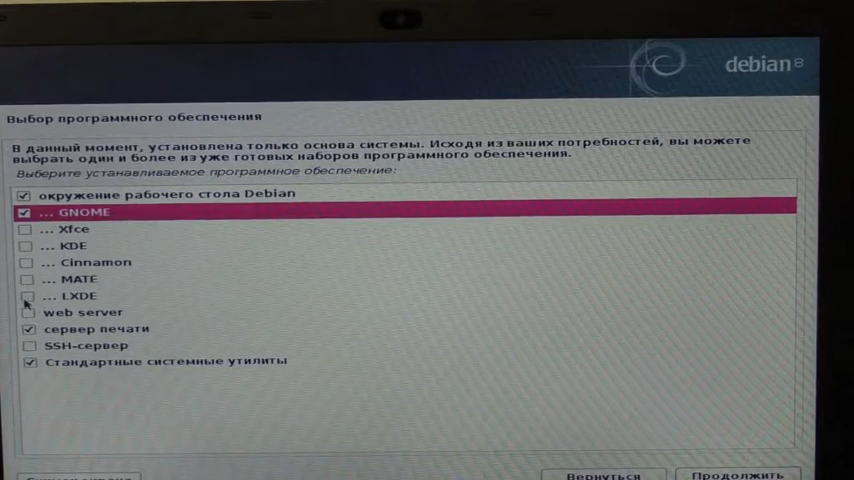 debian 8
Выбор программного обеспечения
В данный момент, установлена только основа системы. Исходя из ваших потребностей, вы можете
выбрать один и более из уже готовых наборов программного обеспечения.
Выберите устанавливаемое программное обеспечение:
окружение рабочего стола Debian
... GNOME
... Xfce
... KDE
... Cinnamon
... MATE
... LXDE
web server
сервер печати
SSH-сервер
Стандартные системные утилиты
Вернуться
Продолжить